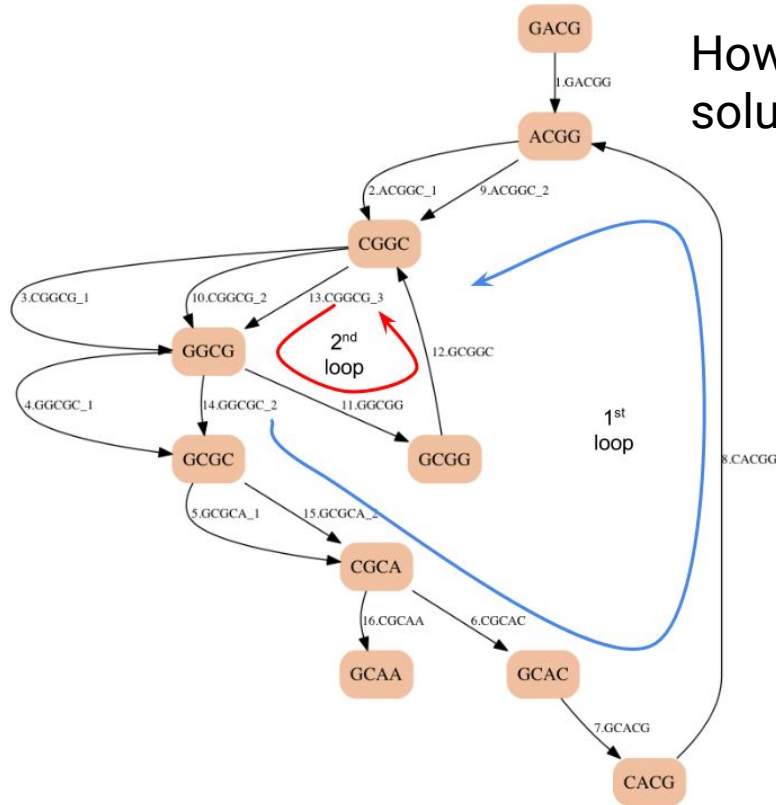 GACG
How
solu
1.GACGG
ACGG
2.ACGGC_1
9.ACGGC_2
CGGC
3.CGGCG_1
10.CGGCG_2
13.CGGCG_3
12.GCGGC
2nd
loop
GGCG
4.GGCGC_1
14.GGCGC_2
11.GGCGG
1st
loop
GCGC
GCGG
8.CACGG
5.GCGCA_1
15.GCGCA_2
CGCA
16.CGCAA
6.CGCAC
GCAA
GCAC
7.GCACG
CACG